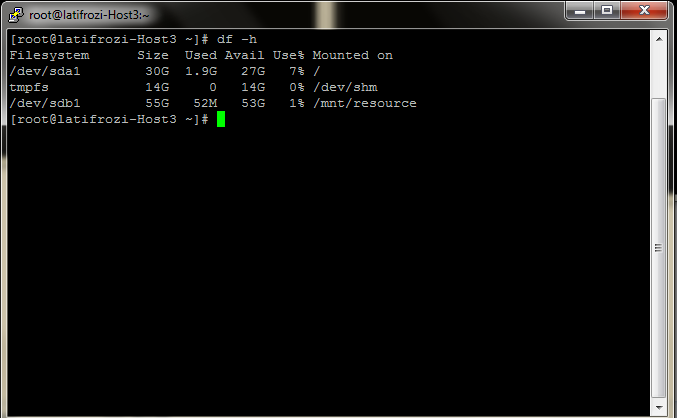 root@latifrozi-Host3:~
[root@latifrozi-Host3 ~]# df -h
Filesystem      Size  Used Avail Use% Mounted on
/dev/sda1        30G  1.9G   27G   7% /
tmpfs            14G     0   14G   0% /dev/shm
/dev/sdb1        55G   52M   53G   1% /mnt/resource
[root@latifrozi-Host3 ~]#